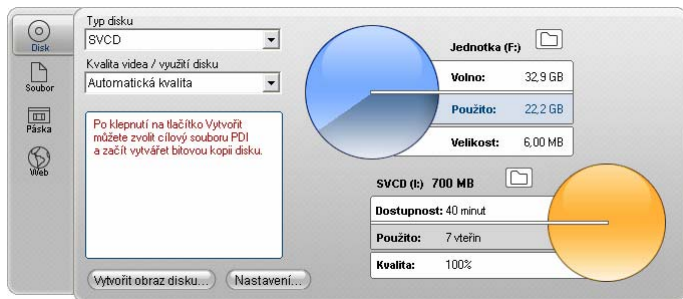 Disk
Soubor
Páska
Web
Typ disku
SVCD
Kvalita videa / využití disku
Automatická kvalita
Po klepnutí na tlačítko Vytvořit
můžete zvolit cílový souboru PDI
a začít vytvářet bitovou kopii disku.
Vytvořit obraz disku...
Nastavení...
Jednotka (F:)
Volno: 32,9 GB
Použito: 22,2 GB
Velikost: 6,00 MB
SVCD (I:) 700 MB
Dostupnost: 40 minut
Použito: 7 vteřin
Kvalita: 100%